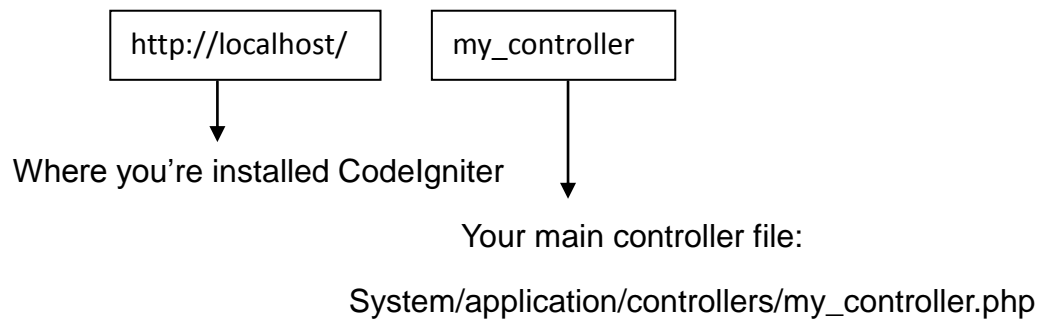 http://localhost/
my_controller
Where you're installed CodeIgniter
Your main controller file:
System/application/controllers/my_controller.php